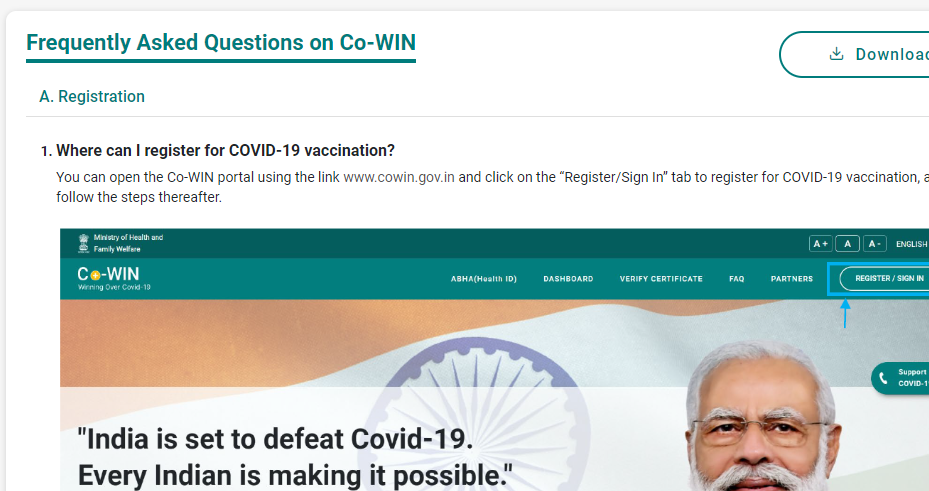 Frequently Asked Questions on Co-WIN
A. Registration
1. Where can I register for COVID-19 vaccination?
You can open the Co-WIN portal using the link www.cowin.gov.in and click on the “Register/Sign In” tab to register for COVID-19 vaccination, a
follow the steps thereafter.
Ministry of Health and
Family Welfare
A+ A A- ENGLISH
Co-WIN
Winning Over Covid-19
ABHA(Health ID) DASHBOARD VERIFY CERTIFICATE FAQ PARTNERS REGISTER / SIGN IN
Support
COVID-1
"India is set to defeat Covid-19.
Every Indian is making it possible."